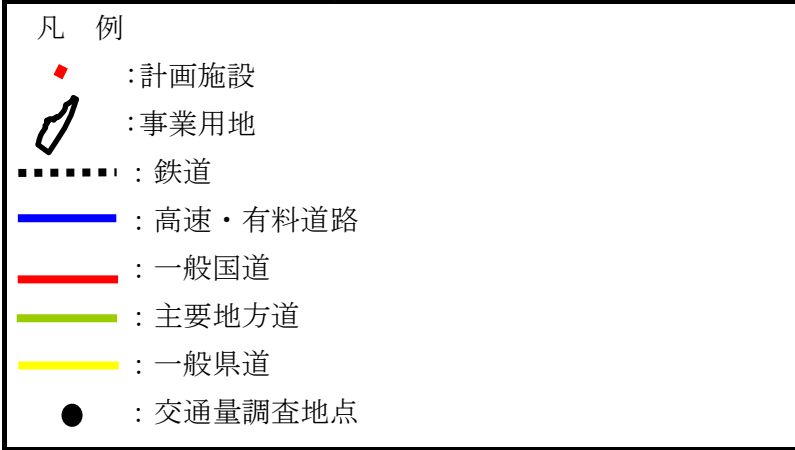 凡　例
：計画施設
：事業用地
：鉄道
：高速・有料道路
：一般国道
：主要地方道
：一般県道
：交通量調査地点